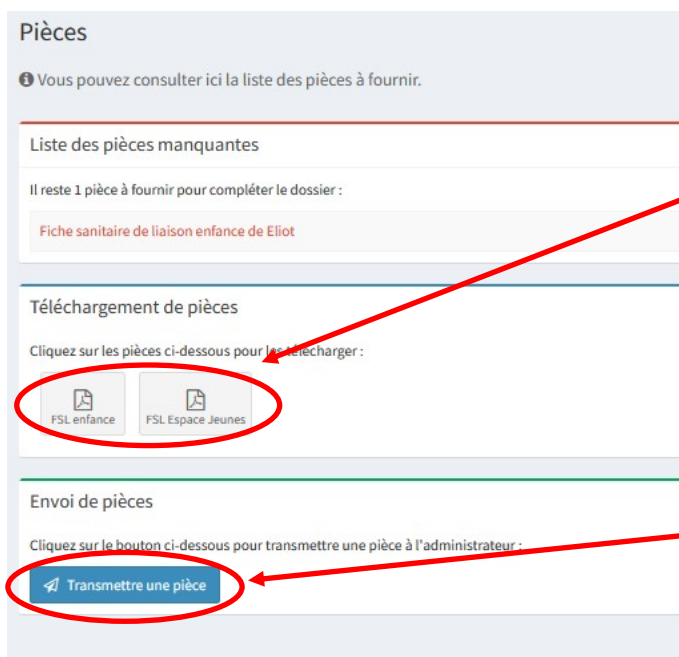 Pièces
Vous pouvez consulter ici la liste des pièces à fournir.
Liste des pièces manquantes
Il reste 1 pièce à fournir pour compléter le dossier :
Fiche sanitaire de liaison enfance de Eliot
Téléchargement de pièces
Cliquez sur les pièces ci-dessous pour les télécharger :
FSL enfance
FSL Espace Jeunes
Envoi de pièces
Cliquez sur le bouton ci-dessous pour transmettre une pièce à l'administrateur :
Transmettre une pièce